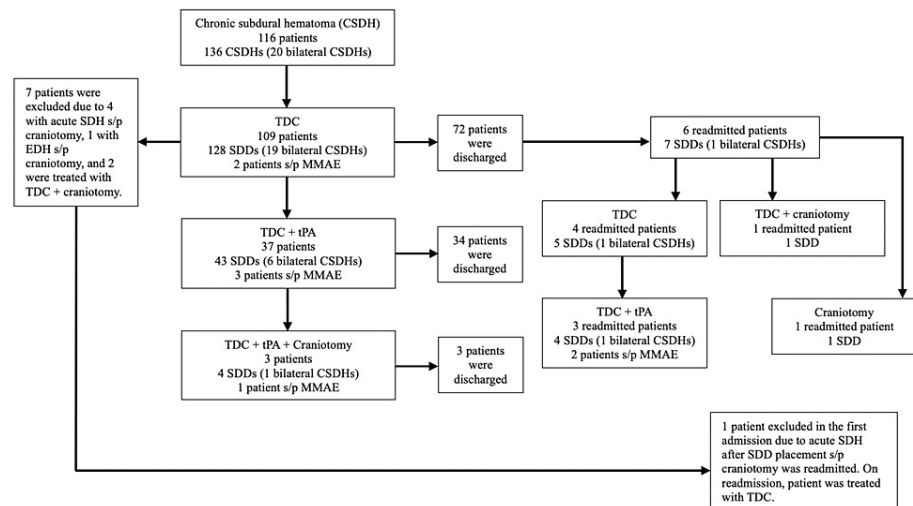 Chronic subdural hematoma (CSDH)
116 patients
136 CSDHs (20 bilateral CSDHs)
7 patients were
excluded due to 4
with acute SDH s/p
craniotomy, 1 with
EDH s/p
craniotomy, and 2
were treated with
TDC + craniotomy.
TDC
109 patients
128 SDDs (19 bilateral CSDHs)
2 patients s/p MMAE
72 patients
were
discharged
6 readmitted patients
7 SDDs (1 bilateral CSDHs)
TDC + tPA
37 patients
43 SDDs (6 bilateral CSDHs)
3 patients s/p MMAE
34 patients
were
discharged
TDC
4 readmitted patients
5 SDDs (1 bilateral CSDHs)
TDC + craniotomy
1 readmitted patient
1 SDD
TDC + tPA
3 readmitted patients
4 SDDs (1 bilateral CSDHs)
2 patients s/p MMAE
Craniotomy
1 readmitted patient
1 SDD
TDC + tPA + Craniotomy
3 patients
4 SDDs (1 bilateral CSDHs)
1 patient s/p MMAE
3 patients
were
discharged
1 patient excluded in the first
admission due to acute SDH
after SDD placement s/p
craniotomy was readmitted. On
readmission, patient was treated
with TDC.